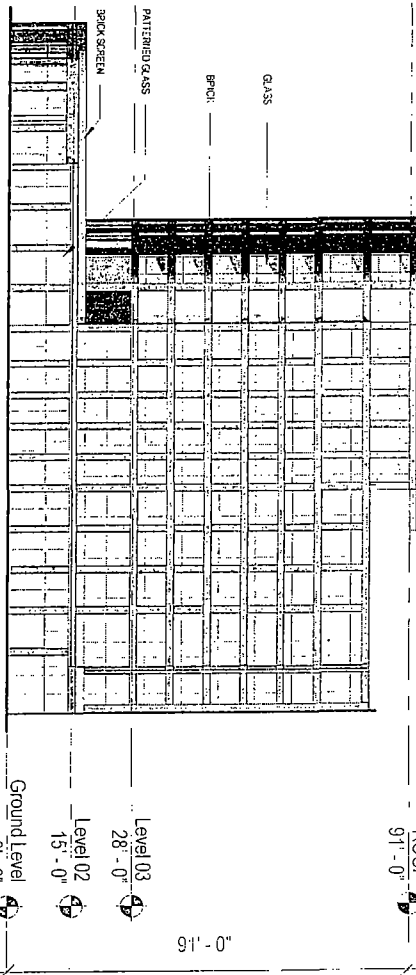 GLASS
BRICK
PATTERNED GLASS
BRICK SCREEN
91' - 0"
Level 03
28' - 0"
Level 02
15' - 0"
Ground Level
91' - 0"